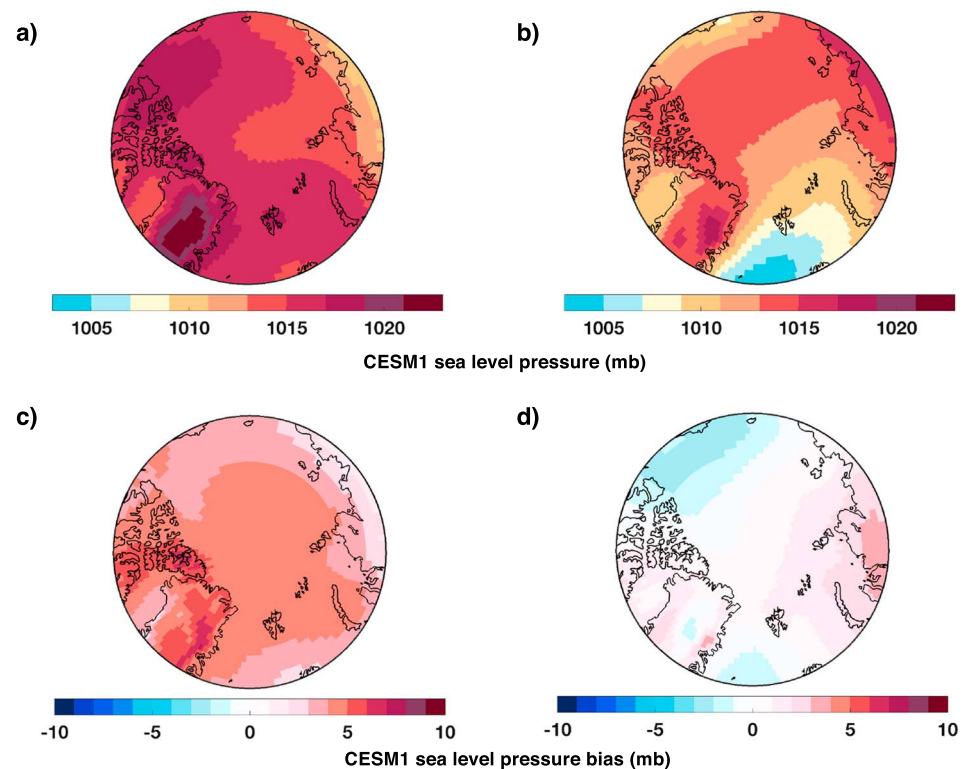 a)
b)
1005 1010 1015 1020
1005 1010 1015 1020
CESM1 sea level pressure (mb)
c)
d)
-10 -5 0 5 10
-10 -5 0 5 10
CESM1 sea level pressure bias (mb)